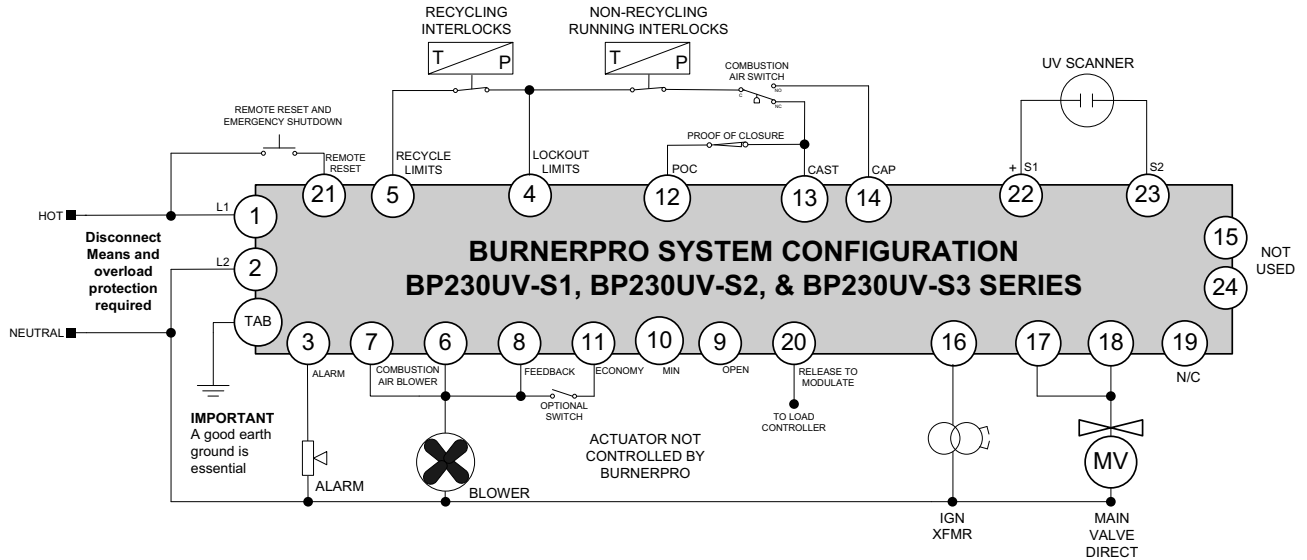 RECYCLING
INTERLOCKS
NON-RECYCLING
RUNNING INTERLOCKS
T
P
T
P
COMBUSTION
AIR SWITCH
NO
C
NC
UV SCANNER
REMOTE RESET AND
EMERGENCY SHUTDOWN
PROOF OF CLOSURE
REMOTE
RESET
RECYCLE
LIMITS
LOCKOUT
LIMITS
POC
CAST
CAP
+ S1
S2
21
5
4
12
13
14
22
23
HOT
L1
1
Disconnect
Means and
overload
protection
required
L2
2
NEUTRAL
TAB
BURNERPRO SYSTEM CONFIGURATION
BP230UV-S1, BP230UV-S2, & BP230UV-S3 SERIES
15
24
NOT
USED
3
7
6
8
11
10
9
20
16
17
18
19
ALARM
COMBUSTION
AIR BLOWER
FEEDBACK
ECONOMY
MIN
OPEN
RELEASE TO
MODULATE
N/C
OPTIONAL
SWITCH
TO LOAD
CONTROLLER
IMPORTANT
A good earth
ground is
essential
ACTUATOR NOT
CONTROLLED BY
BURNERPRO
MV
ALARM
BLOWER
IGN
XFMR
MAIN
VALVE
DIRECT